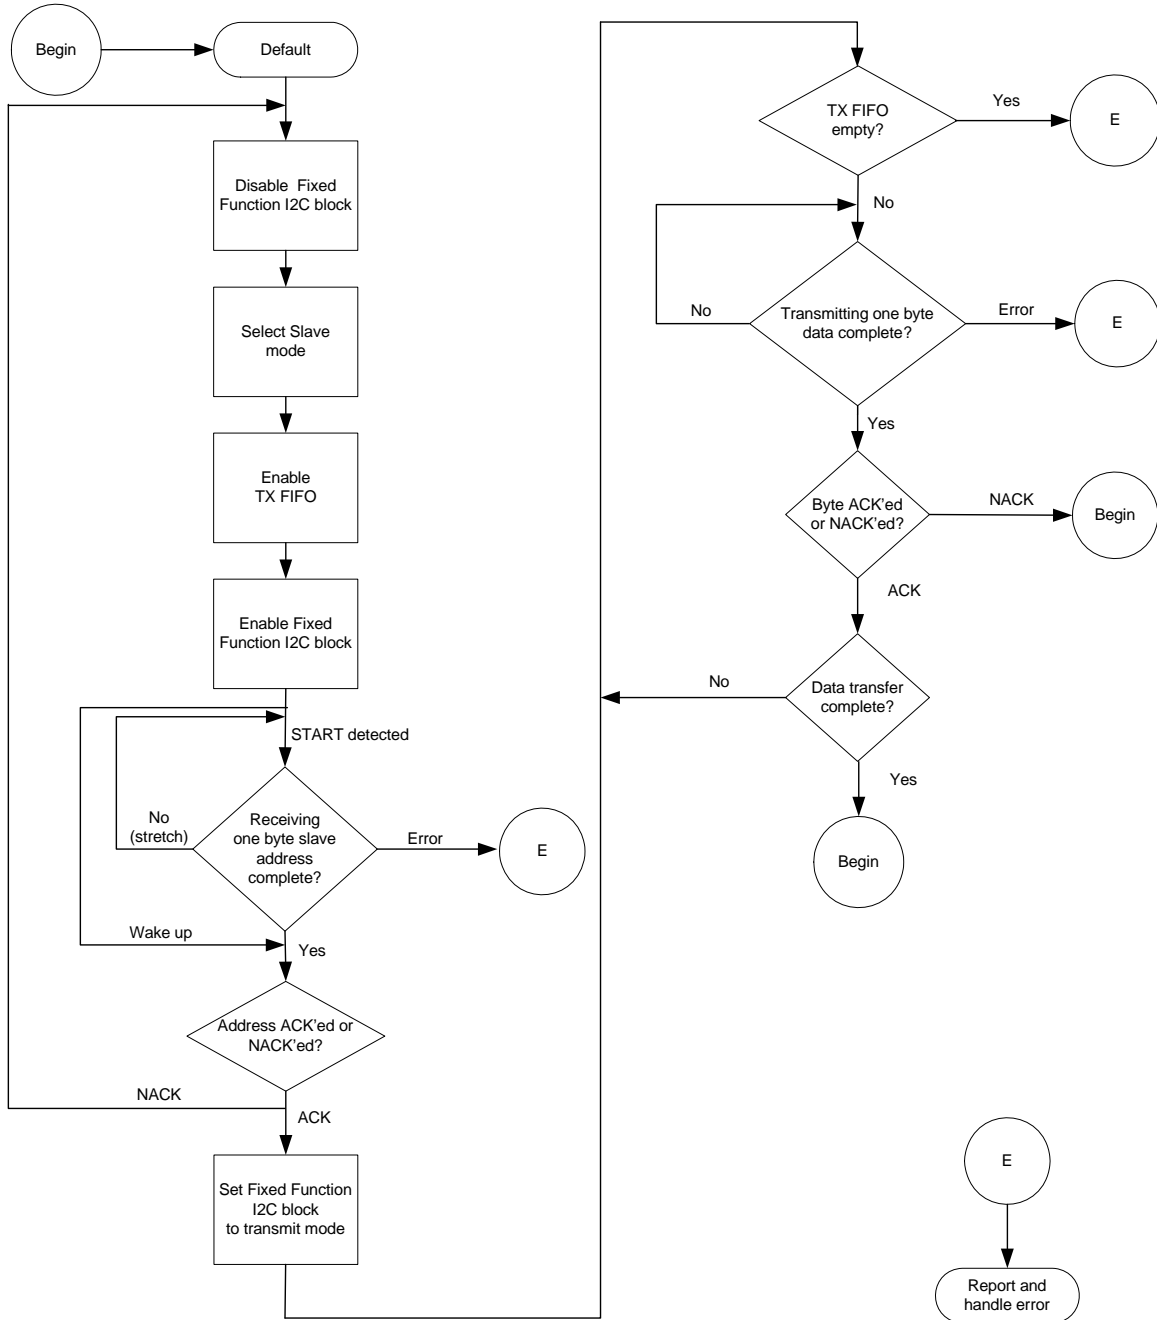 Begin
Default
Disable Fixed
Function I2C block
Select Slave
mode
Enable
TX FIFO
Enable Fixed
Function I2C block
START detected
No
(stretch)
Receiving
one byte slave
address
complete?
Error
E
Wake up
Yes
Address ACK'ed or
NACK'ed?
NACK
ACK
Set Fixed Function
I2C block
to transmit mode
TX FIFO
empty?
Yes
E
No
No
Transmitting one byte
data complete?
Error
E
Yes
Byte ACK'ed
or NACK'ed?
NACK
Begin
ACK
No
Data transfer
complete?
Yes
Begin
E
Report and
handle error